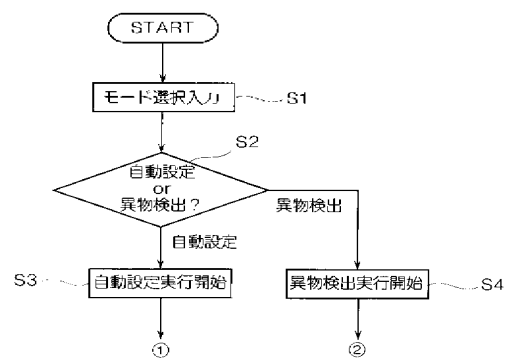 START
モード選択入力
S1
S2
自動設定
or
異物検出？
異物検出
自動設定
S3
自動設定実行開始
異物検出実行開始
S4
①
②